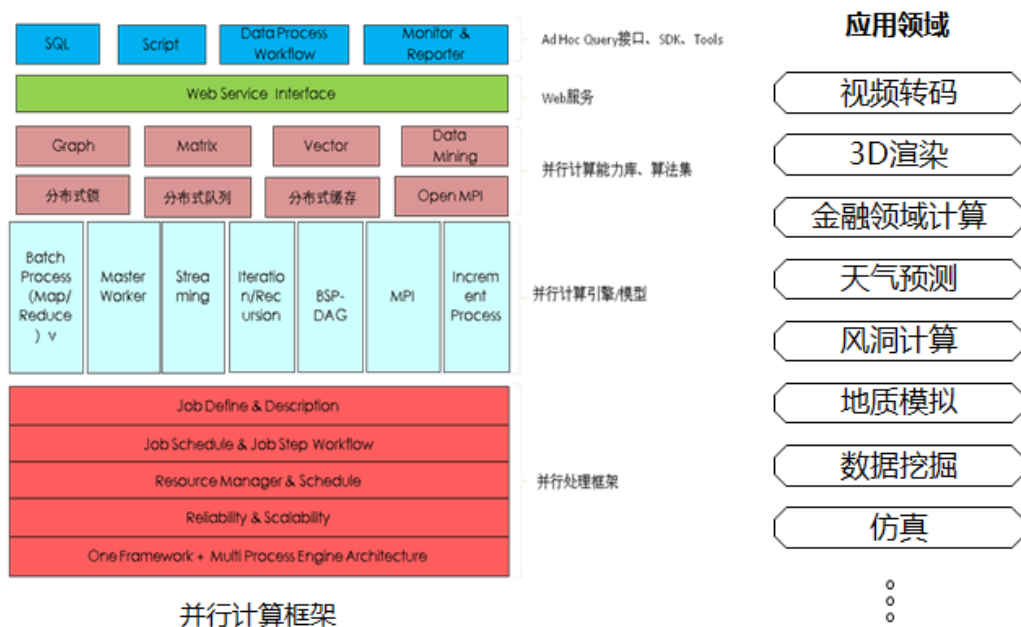 SQL
Script
Data Process
Workflow
Monitor &
Reporter
Ad Hoc Query接口、SDK、Tools
Web Service Interface
Web服务
Graph
Matrix
Vector
Data
Mining
并行计算能力库、算法集
分布式锁
分布式队列
分布式缓存
Open MPI
Batch
Process
(Map/
Reduce
) v
Master
Worker
Strea
ming
Iteratio
n/Rec
ursion
BSP-
DAG
MPI
Increm
ent
Process
并行计算引擎/模型
Job Define & Description
Job Schedule & Job Step Workflow
Resource Manager & Schedule
Reliability & Scalability
One Framework + Multi Process Engine Architecture
并行处理框架
并行计算框架
应用领域
视频转码
3D渲染
金融领域计算
天气预测
风洞计算
地质模拟
数据挖掘
仿真